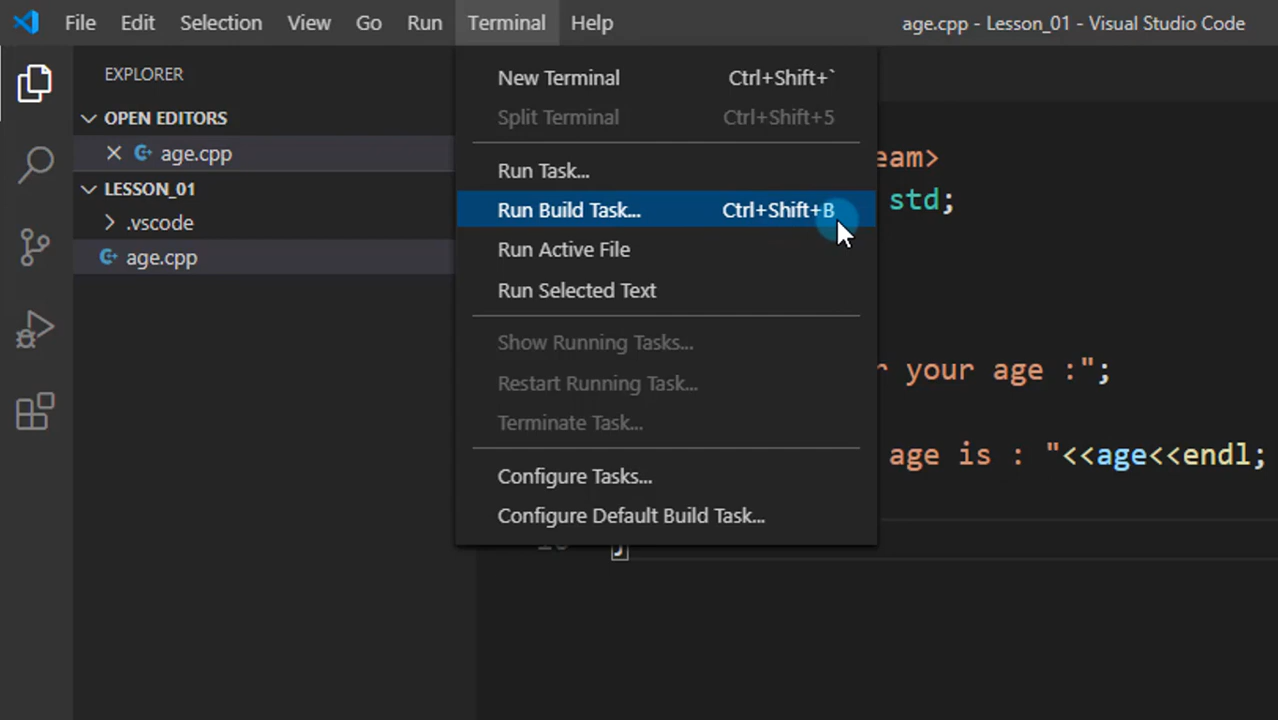 File Edit Selection View Go Run Terminal Help age.cpp - Lesson_01 - Visual Studio Code
EXPLORER
OPEN EDITORS
age.cpp
LESSON_01
.vscode
age.cpp
New Terminal Ctrl+Shift+`
Split Terminal Ctrl+Shift+5
Run Task...
Run Build Task... Ctrl+Shift+B
Run Active File
Run Selected Text
Show Running Tasks...
Restart Running Task...
Terminate Task...
Configure Tasks...
Configure Default Build Task...
eam>
std;
your age :";
age is : "<<age<<endl;
}